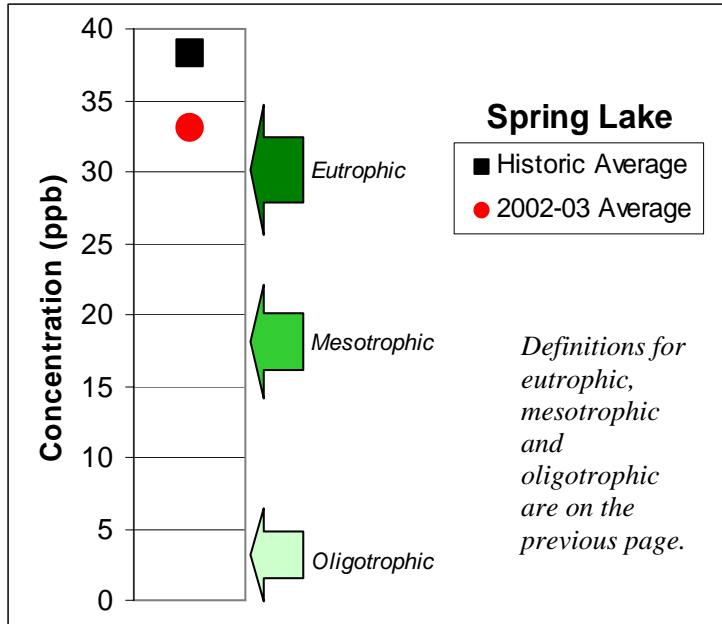 40
35
30
25
20
15
10
5
0
Concentration (ppb)
Eutrophic
Mesotrophic
Oligotrophic
Spring Lake
Historic Average
2002-03 Average
Definitions for
eutrophic,
mesotrophic
and
oligotrophic
are on the
previous page.